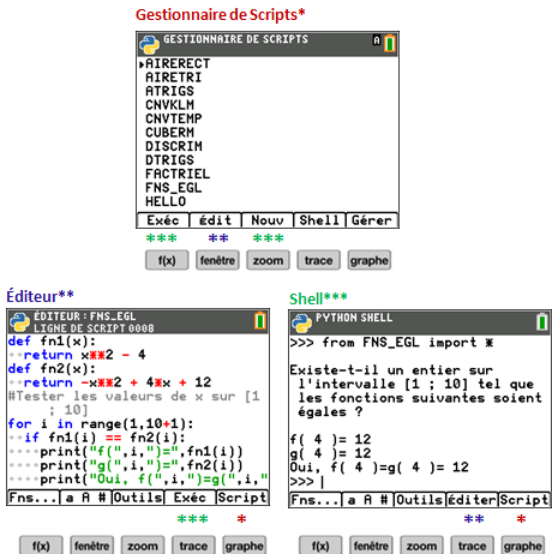 Gestionnaire de Scripts*
GESTIONNAIRE DE SCRIPTS A
▸AIRERECT
AIRETRI
ATRIGS
CNVKLM
CNVTEMP
CUBERM
DISCRIM
DTRIGS
FACTRIEL
FNS_EGL
HELLO
Exéc édit Nouv Shell Gérer
*** ** ***
f(x) fenêtre zoom trace graphe
Éditeur**
ÉDITEUR : FNS_EGL
LIGNE DE SCRIPT 0008
def fn1(x):
··return x**2 - 4
def fn2(x):
··return -x**2 + 4*x + 12
#Tester les valeurs de x sur [1
; 10]
for i in range(1,10+1):
··if fn1(i) == fn2(i):
····print("f(",i,")=",fn1(i))
····print("g(",i,")=",fn2(i))
····print("Oui, f(",i,")=g(",i,"
Fns... a A # Outils Exéc Script
*** *
f(x) fenêtre zoom trace graphe
Shell***
PYTHON SHELL
>>> from FNS_EGL import *
Existe-t-il un entier sur
l'intervalle [1 ; 10] tel que
les fonctions suivantes soient
égales ?
f( 4 )= 12
g( 4 )= 12
Oui, f( 4 )=g( 4 )= 12
>>> |
Fns... a A # Outils éditer Script
** *
f(x) fenêtre zoom trace graphe